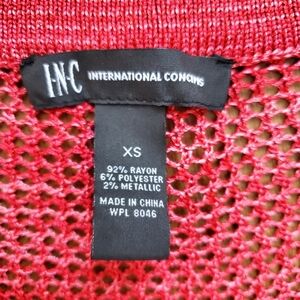 I·N·C INTERNATIONAL CONCEPTS
XS
92% RAYON
6% POLYESTER
2% METALLIC
MADE IN CHINA
WPL 8046